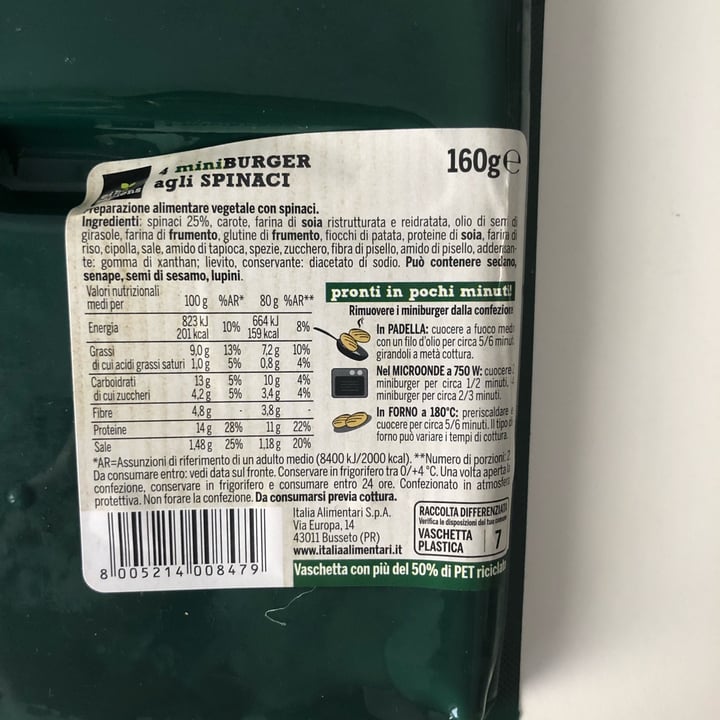 4 miniBURGER
agli SPINACI
160g e
Preparazione alimentare vegetale con spinaci.
Ingredienti: spinaci 25%, carote, farina di soia ristrutturata e reidratata, olio di semi di
girasole, farina di frumento, glutine di frumento, fiocchi di patata, proteine di soia, farina di
riso, cipolla, sale, amido di tapioca, spezie, zucchero, fibra di pisello, amido di pisello, addensan-
te: gomma di xanthan; lievito, conservante: diacetato di sodio. Può contenere sedano,
senape, semi di sesamo, lupini.
Valori nutrizionali
medi per 100 g %AR* 80 g %AR**
Energia 823 kJ 201 kcal 10% 664 kJ 159 kcal 8%
Grassi 9,0 g 13% 7,2 g 10%
di cui acidi grassi saturi 1,0 g 5% 0,8 g 4%
Carboidrati 13 g 5% 10 g 4%
di cui zuccheri 4,2 g 5% 3,4 g 4%
Fibre 4,8 g - 3,8 g -
Proteine 14 g 28% 11 g 22%
Sale 1,48 g 25% 1,18 g 20%
pronti in pochi minuti!
Rimuovere i miniburger dalla confezione
In PADELLA: cuocere a fuoco medio
con un filo d'olio per circa 5/6 minuti
girandoli a metà cottura.
Nel MICROONDE a 750 W: cuocere 2
miniburger per circa 1/2 minuti, 4
miniburger per circa 2/3 minuti.
In FORNO a 180°C: preriscaldare e
cuocere per circa 5/6 minuti. Il tipo di
forno può variare i tempi di cottura.
*AR=Assunzioni di riferimento di un adulto medio (8400 kJ/2000 kcal). **Numero di porzioni: 2
Da consumare entro: vedi data sul fronte. Conservare in frigorifero tra 0/+4 °C. Una volta aperta la
confezione, conservare in frigorifero e consumare entro 24 ore. Confezionato in atmosfera
protettiva. Non forare la confezione. Da consumarsi previa cottura.
Italia Alimentari S.p.A.
Via Europa, 14
43011 Busseto (PR)
www.italiaalimentari.it
RACCOLTA DIFFERENZIATA
Verifica le disposizioni del tuo comune
VASCHETTA
PLASTICA 7
8 005214 008479
Vaschetta con più del 50% di PET riciclato